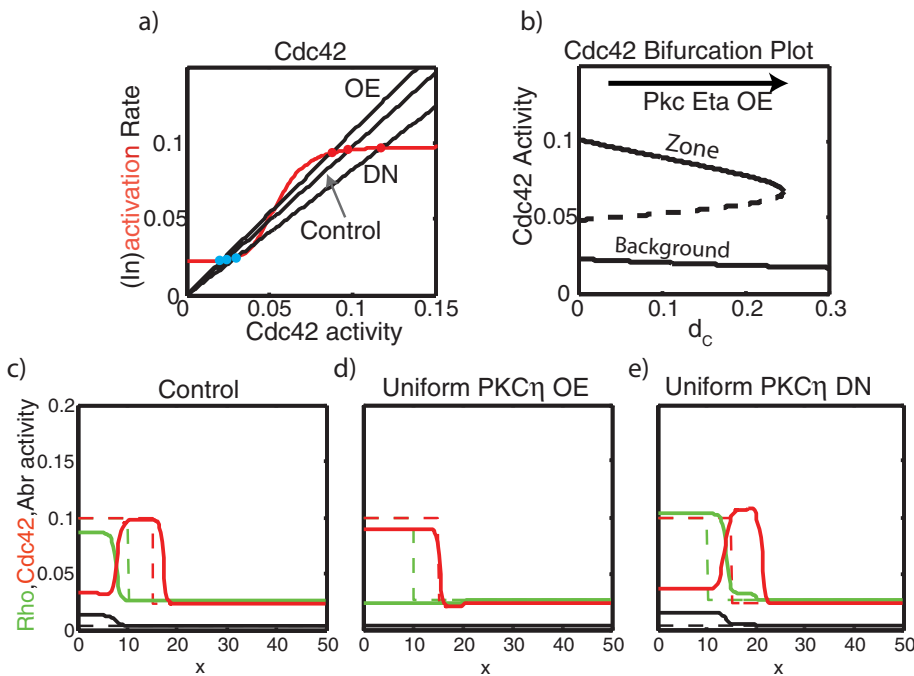 a)
Cdc42
(In)activation Rate
0.1
0.05
0
OE
DN
Control
0
0.05
0.1
0.15
Cdc42 activity
b)
Cdc42 Bifurcation Plot
Pkc Eta OE
Cdc42 Activity
0.1
0.05
0
Zone
Background
0
0.1
0.2
0.3
dC
c)
Control
Rho,Cdc42,Abr activity
0.2
0.15
0.1
0.05
0
0
10
20
30
40
50
x
d)
Uniform PKCη OE
0
10
20
30
40
50
x
e)
Uniform PKCη DN
0
10
20
30
40
50
x